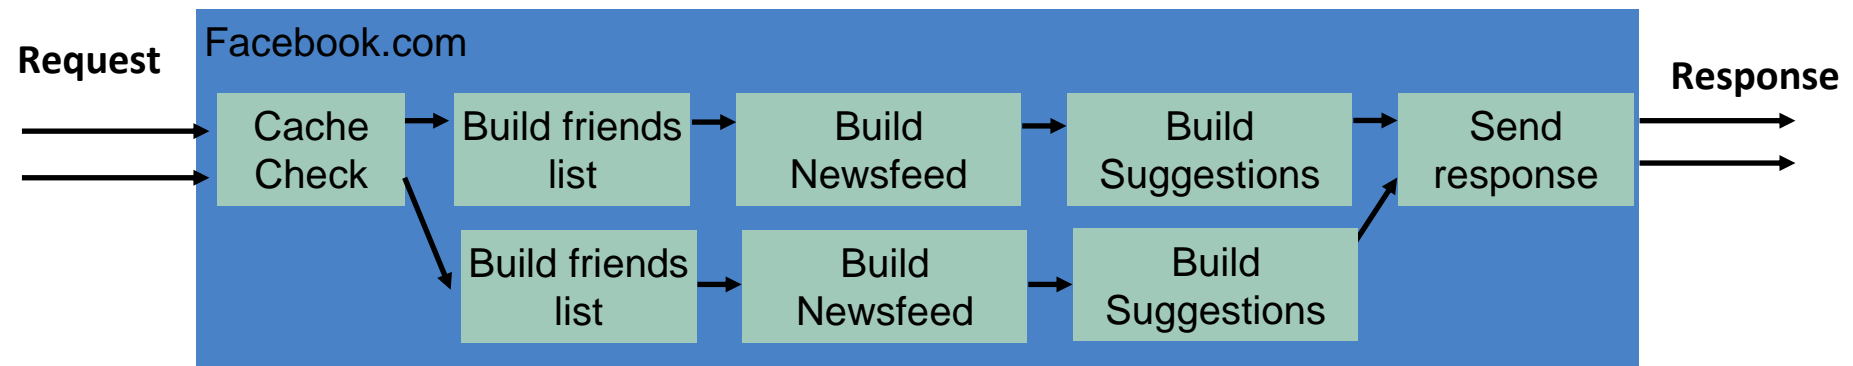 Facebook.com
Request
Response
Cache
Check
Build friends
list
Build
Newsfeed
Build
Suggestions
Send
response
Build friends
list
Build
Newsfeed
Build
Suggestions